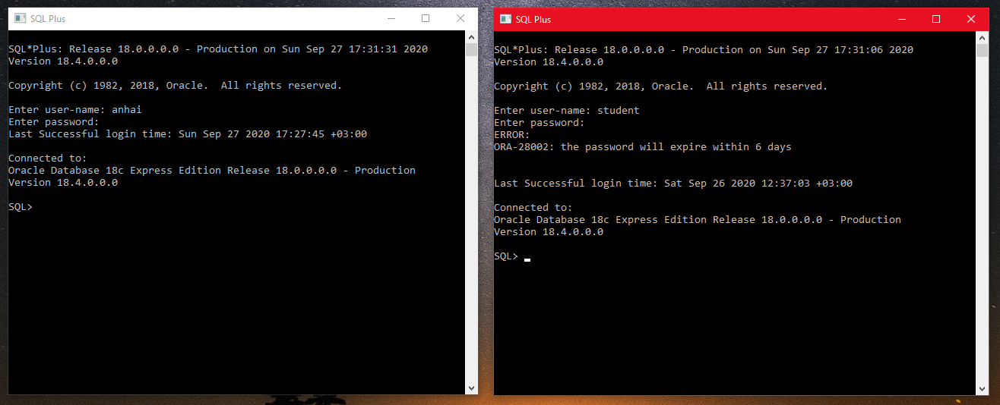 SQL Plus
SQL*Plus: Release 18.0.0.0.0 - Production on Sun Sep 27 17:31:31 2020
Version 18.4.0.0.0
Copyright (c) 1982, 2018, Oracle.  All rights reserved.
Enter user-name: anhai
Enter password:
Last Successful login time: Sun Sep 27 2020 17:27:45 +03:00
Connected to:
Oracle Database 18c Express Edition Release 18.0.0.0.0 - Production
Version 18.4.0.0.0
SQL>
SQL Plus
SQL*Plus: Release 18.0.0.0.0 - Production on Sun Sep 27 17:31:06 2020
Version 18.4.0.0.0
Copyright (c) 1982, 2018, Oracle.  All rights reserved.
Enter user-name: student
Enter password:
ERROR:
ORA-28002: the password will expire within 6 days
Last Successful login time: Sat Sep 26 2020 12:37:03 +03:00
Connected to:
Oracle Database 18c Express Edition Release 18.0.0.0.0 - Production
Version 18.4.0.0.0
SQL>